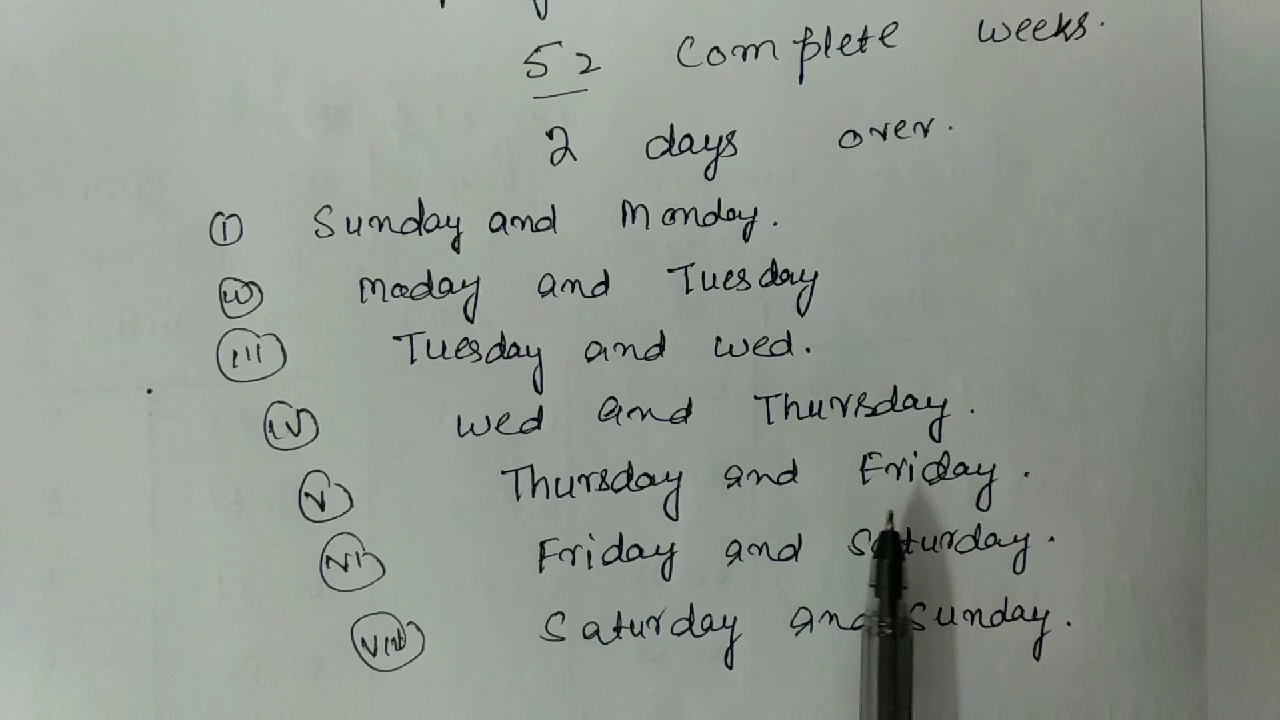 52 Complete weeks.
2 days over.
(i) Sunday and Monday.
(ii) Moday and Tuesday
(iii) Tuesday and wed.
(iv) wed and Thursday.
(v) Thursday and Friday.
(vi) Friday and Saturday.
(vii) Saturday and Sunday.